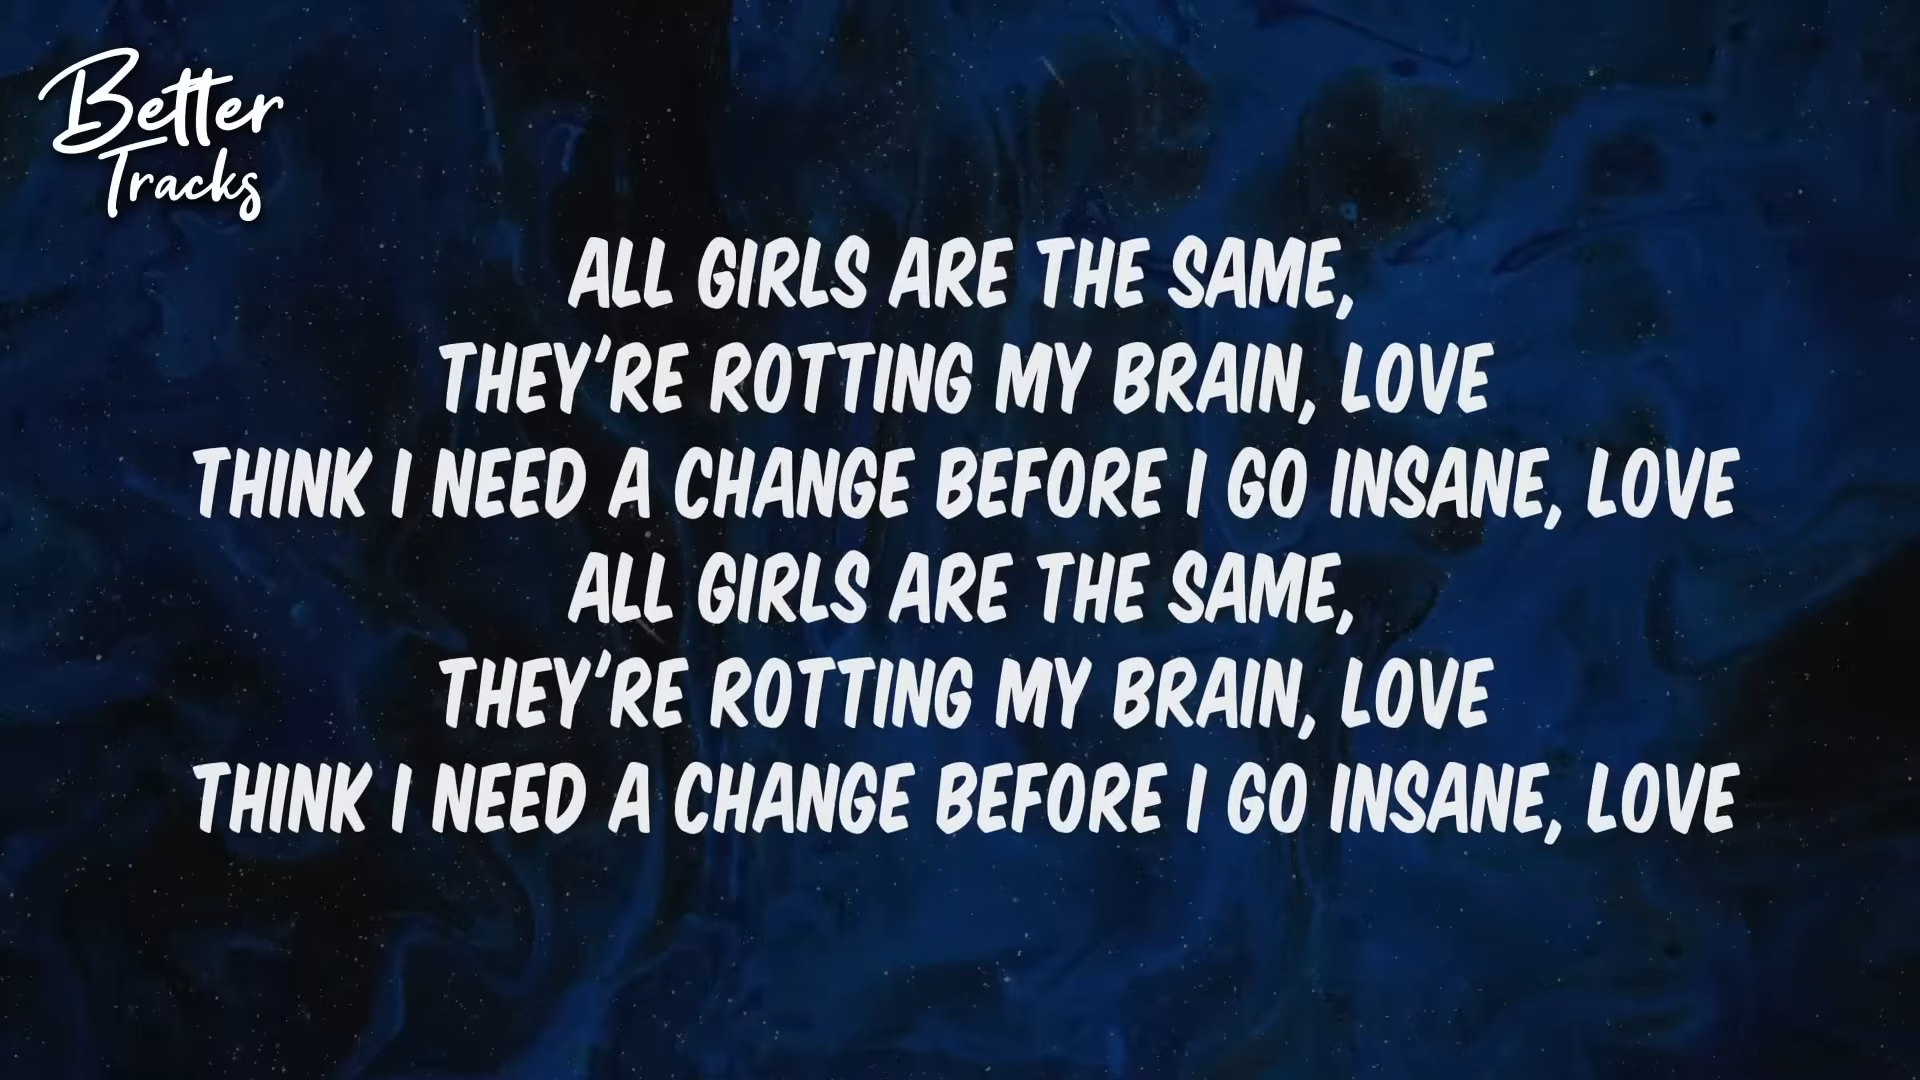 Better
Tracks
ALL GIRLS ARE THE SAME,
THEY'RE ROTTING MY BRAIN, LOVE
THINK I NEED A CHANGE BEFORE I GO INSANE, LOVE
ALL GIRLS ARE THE SAME,
THEY'RE ROTTING MY BRAIN, LOVE
THINK I NEED A CHANGE BEFORE I GO INSANE, LOVE